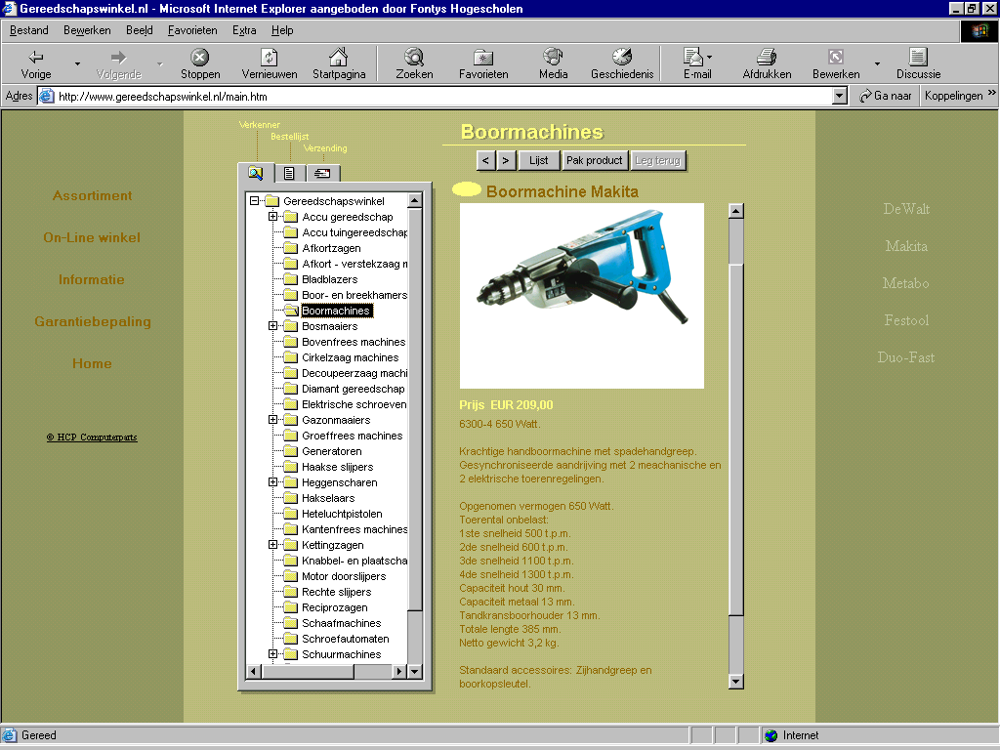 Gereedschapswinkel.nl - Microsoft Internet Explorer aangeboden door Fontys Hogescholen
Bestand Bewerken Beeld Favorieten Extra Help
Vorige Volgende Stoppen Vernieuwen Startpagina Zoeken Favorieten Media Geschiedenis E-mail Afdrukken Bewerken Discussie
Adres http://www.gereedschapswinkel.nl/main.htm Ga naar Koppelingen »
Assortiment
On-Line winkel
Informatie
Garantiebepaling
Home
© HCP Computerparts
Verkenner
Bestellijst
Verzending
Gereedschapswinkel
Accu gereedschap
Accu tuingereedschap
Afkortzagen
Afkort - verstekzaag m
Bladblazers
Boor- en breekhamers
Boormachines
Bosmaaiers
Bovenfrees machines
Cirkelzaag machines
Decoupeerzaag machi
Diamant gereedschap
Elektrische schroeven
Gazonmaaiers
Groeffrees machines
Generatoren
Haakse slijpers
Heggenscharen
Hakselaars
Heteluchtpistolen
Kantenfrees machines
Kettingzagen
Knabbel- en plaatscha
Motor doorslijpers
Rechte slijpers
Reciprozagen
Schaafmachines
Schroefautomaten
Schuurmachines
Boormachines
< > Lijst Pak product Leg terug
Boormachine Makita
Prijs EUR 209,00
6300-4 650 Watt.
Krachtige handboormachine met spadehandgreep.
Gesynchroniseerde aandrijving met 2 meachanische en
2 elektrische toerenregelingen.
Opgenomen vermogen 650 Watt.
Toerental onbelast:
1ste snelheid 500 t.p.m.
2de snelheid 600 t.p.m.
3de snelheid 1100 t.p.m.
4de snelheid 1300 t.p.m.
Capaciteit hout 30 mm.
Capaciteit metaal 13 mm.
Tandkransboorhouder 13 mm.
Totale lengte 385 mm.
Netto gewicht 3,2 kg.
Standaard accessoires: Zijhandgreep en
boorkopsleutel.
DeWalt
Makita
Metabo
Festool
Duo-Fast
Gereed Internet